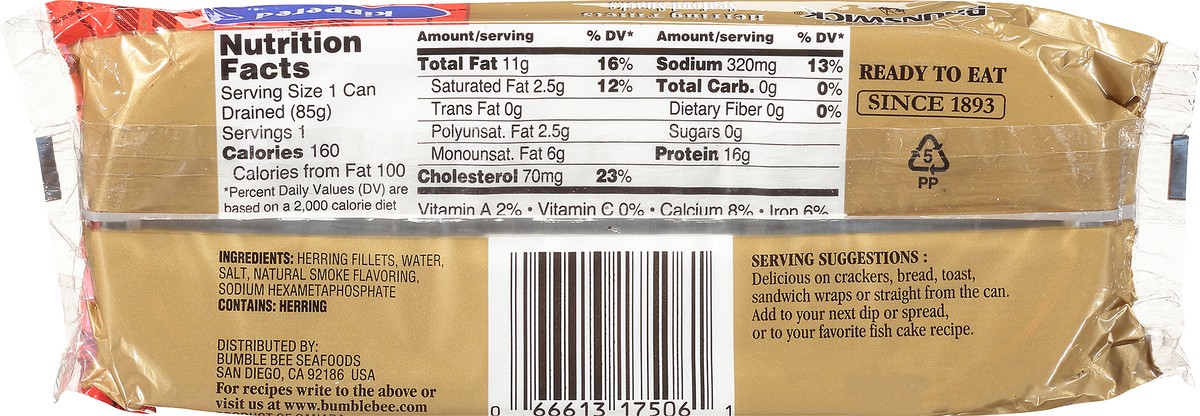 kippered
Herring Fillets
Seafood Snacks
BRUNSWICK
Nutrition
Facts
Serving Size 1 Can
Drained (85g)
Servings 1
Calories 160
Calories from Fat 100
*Percent Daily Values (DV) are
based on a 2,000 calorie diet
Amount/serving % DV* Amount/serving % DV*
Total Fat 11g 16% Sodium 320mg 13%
Saturated Fat 2.5g 12% Total Carb. 0g 0%
Trans Fat 0g Dietary Fiber 0g 0%
Polyunsat. Fat 2.5g Sugars 0g
Monounsat. Fat 6g Protein 16g
Cholesterol 70mg 23%
Vitamin A 2% • Vitamin C 0% • Calcium 8% • Iron 6%
READY TO EAT
SINCE 1893
5
PP
INGREDIENTS: HERRING FILLETS, WATER,
SALT, NATURAL SMOKE FLAVORING,
SODIUM HEXAMETAPHOSPHATE
CONTAINS: HERRING
DISTRIBUTED BY:
BUMBLE BEE SEAFOODS
SAN DIEGO, CA 92186 USA
For recipes write to the above or
visit us at www.bumblebee.com
PRODUCT OF CANADA
0 66613 17506 1
SERVING SUGGESTIONS :
Delicious on crackers, bread, toast,
sandwich wraps or straight from the can.
Add to your next dip or spread,
or to your favorite fish cake recipe.